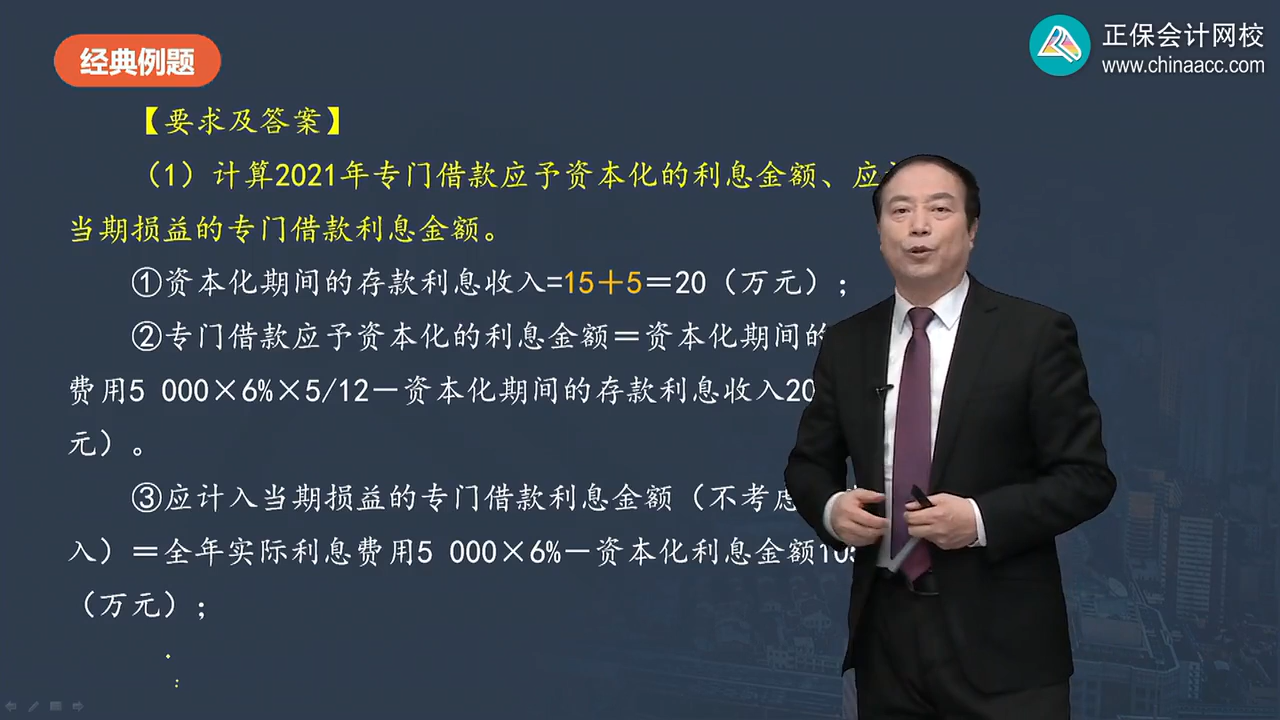 正保会计网校
www.chinaacc.com
经典例题
【要求及答案】
（1）计算2021年专门借款应予资本化的利息金额、应
当期损益的专门借款利息金额。
①资本化期间的存款利息收入=15＋5＝20（万元）；
②专门借款应予资本化的利息金额＝资本化期间的
费用5 000×6%×5/12－资本化期间的存款利息收入20
元）。
③应计入当期损益的专门借款利息金额（不考虑
入）＝全年实际利息费用5 000×6%－资本化利息金额105
（万元）；